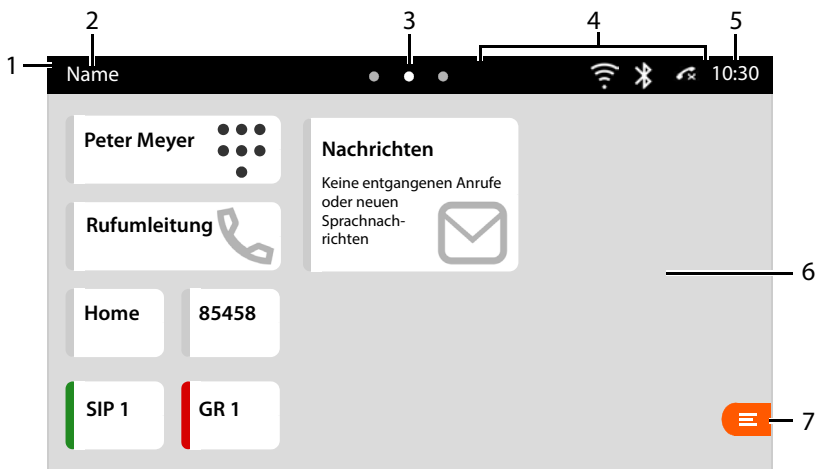 2 3 4 5
1
Name 10:30
Peter Meyer
Nachrichten
Keine entgangenen Anrufe
oder neuen
Sprachnach-
richten
Rufumleitung
6
Home 85458
SIP 1 GR 1
7